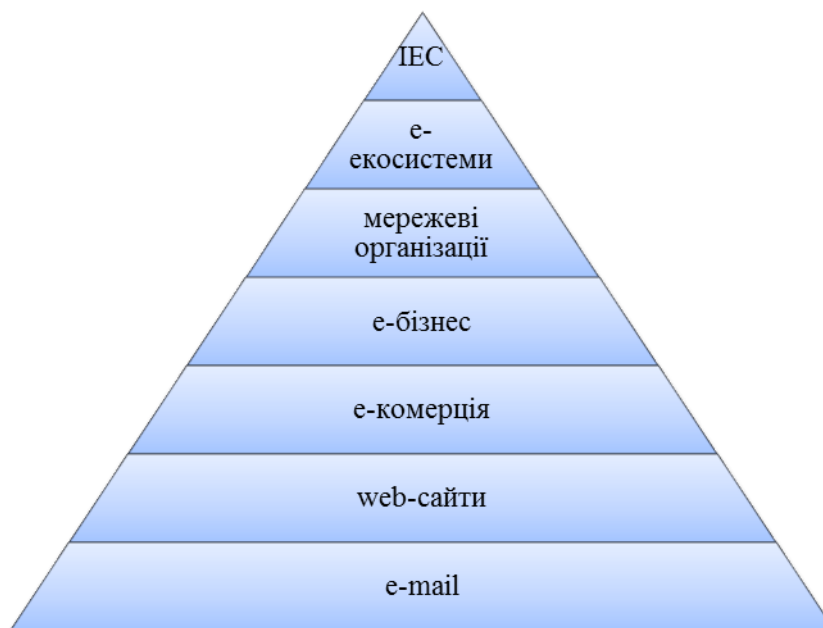 ІЕС
е-
екосистеми
мережеві
організації
е-бізнес
е-комерція
web-сайти
e-mail